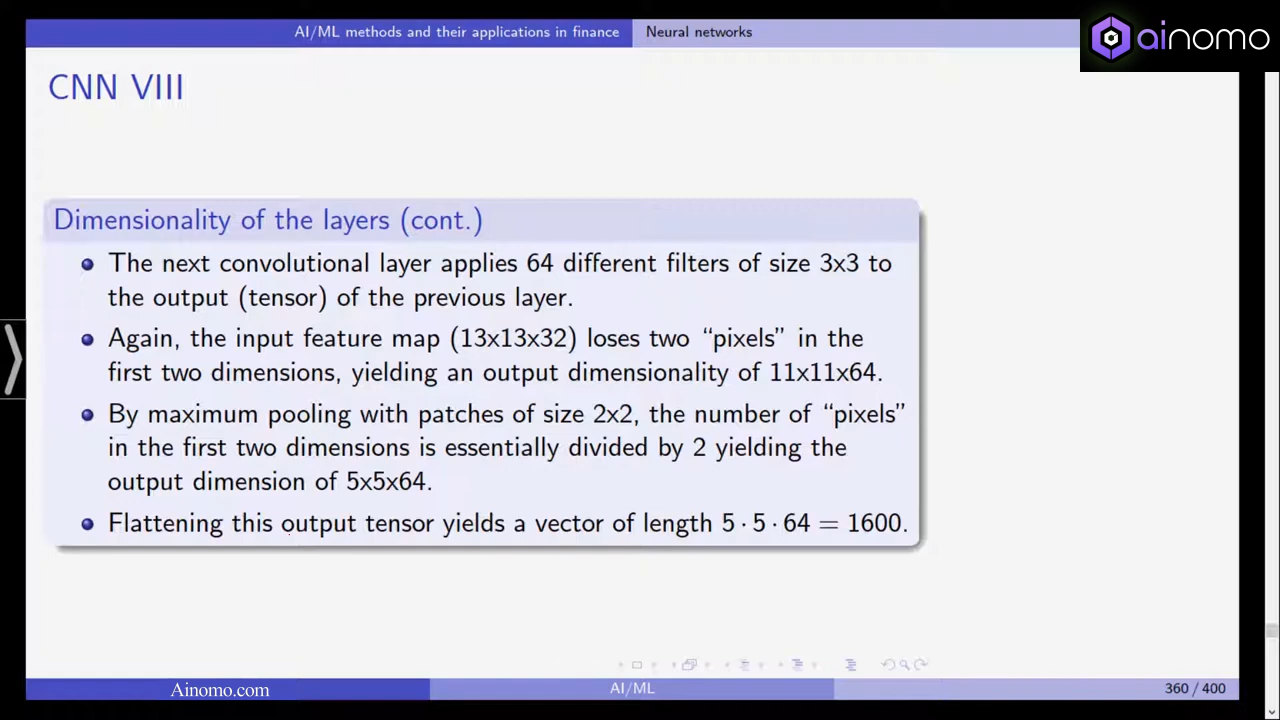 AI/ML methods and their applications in finance Neural networks
ainomo
CNN VIII
Dimensionality of the layers (cont.)
The next convolutional layer applies 64 different filters of size 3x3 to
the output (tensor) of the previous layer.
Again, the input feature map (13x13x32) loses two “pixels” in the
first two dimensions, yielding an output dimensionality of 11x11x64.
By maximum pooling with patches of size 2x2, the number of “pixels”
in the first two dimensions is essentially divided by 2 yielding the
output dimension of 5x5x64.
Flattening this output tensor yields a vector of length 5 · 5 · 64 = 1600.
Ainomo.com AI/ML 360 / 400